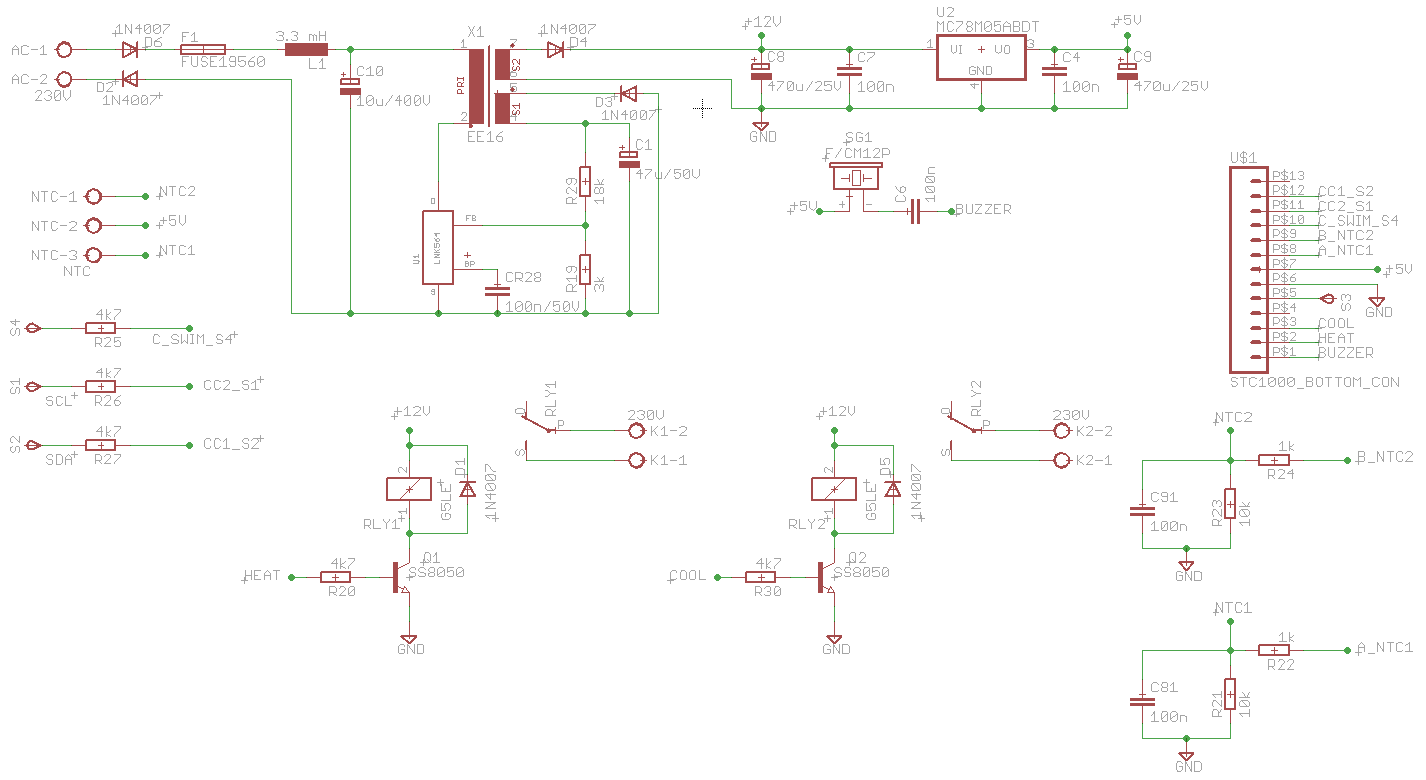 AC-1
AC-2
230V
1N4007
D6
D2
1N4007
F1
FUSE19560
3.3 mH
L1
C10
10u/400V
X1
1
2
PRI
S2
S1
7
EE16
1N4007
D4
D3
1N4007
C1
47u/50V
R29
18k
R19
3k
U1
LNK564
D
FB
BP
S
CR28
100n/50V
+12V
C8
470u/25V
C7
100n
GND
U2
MC78M05ABDT
1
VI
VO
3
GND
4
C4
100n
+5V
C9
470u/25V
SG1
F/CM12P
+5V
+
-
C6
100n
BUZZER
NTC-1
NTC2
NTC-2
+5V
NTC-3
NTC1
NTC
U$1
P$13
P$12
CC1_S2
P$11
CC2_S1
P$10
C_SWIM_S4
P$9
B_NTC2
P$8
A_NTC1
P$7
+5V
P$6
GND
P$5
S3
P$4
P$3
COOL
P$2
HEAT
P$1
BUZZER
STC1000_BOTTOM_CON
S4
4k7
R25
C_SWIM_S4
S1
SCL
4k7
R26
CC2_S1
S2
SDA
4k7
R27
CC1_S2
+12V
2
1
RLY1
G5LE
D1
1N4007
HEAT
4k7
R20
Q1
SS8050
GND
O
S
P
RLY1
230V
K1-2
K1-1
+12V
2
1
RLY2
G5LE
D5
1N4007
COOL
4k7
R30
Q2
SS8050
GND
O
S
P
RLY2
230V
K2-2
K2-1
NTC2
1k
R24
B_NTC2
C91
100n
R23
10k
GND
NTC1
1k
R22
A_NTC1
C81
100n
R21
10k
GND